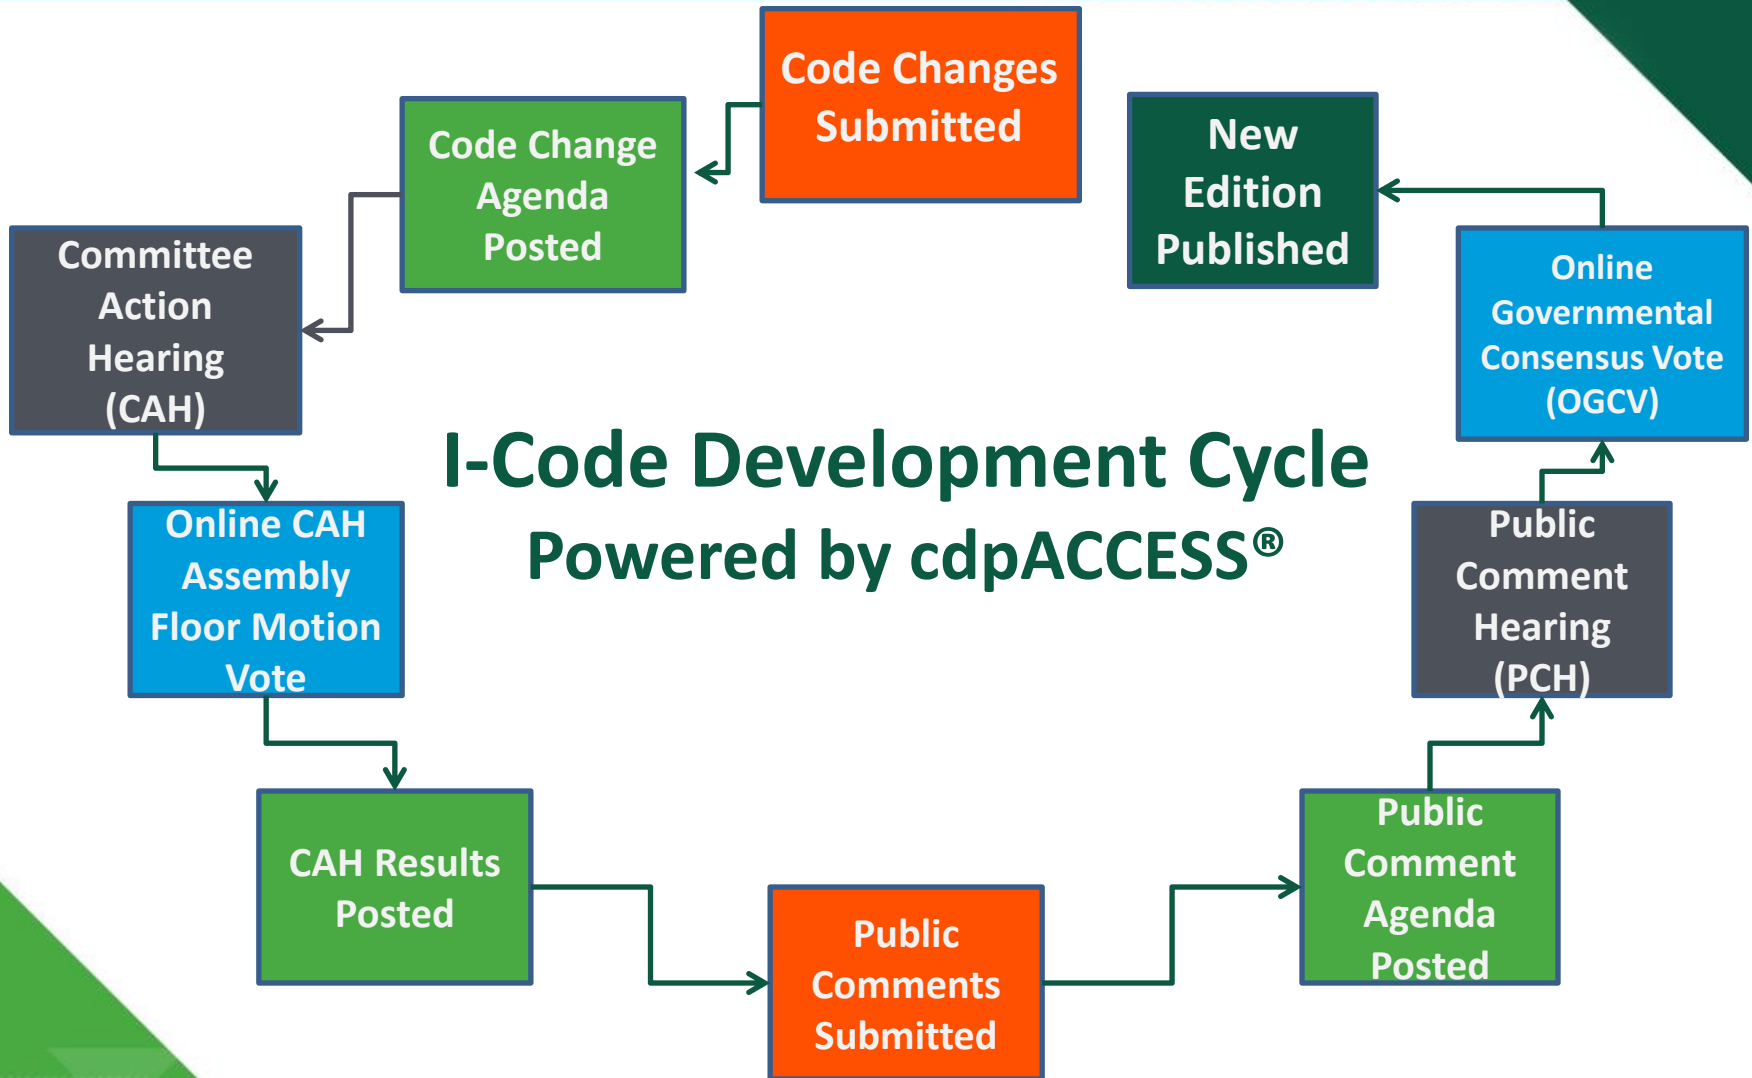 Code Changes
Submitted
Code Change
Agenda
Posted
Committee
Action
Hearing
(CAH)
Online CAH
Assembly
Floor Motion
Vote
CAH Results
Posted
Public
Comments
Submitted
Public
Comment
Agenda
Posted
Public
Comment
Hearing
(PCH)
Online
Governmental
Consensus Vote
(OGCV)
New
Edition
Published
I-Code Development Cycle
Powered by cdpACCESS®